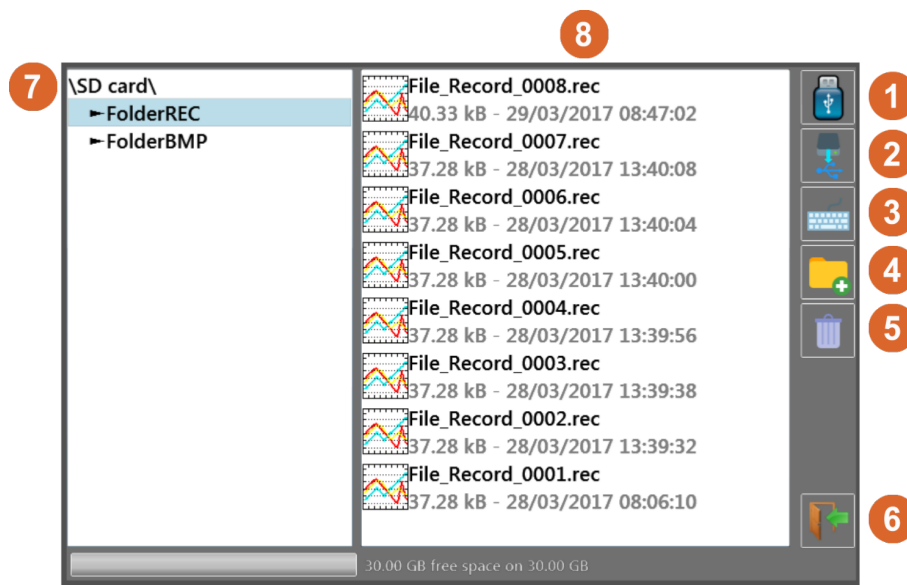 8
7
\SD card\
FolderREC
FolderBMP
File_Record_0008.rec
40.33 kB - 29/03/2017 08:47:02
File_Record_0007.rec
37.28 kB - 28/03/2017 13:40:08
File_Record_0006.rec
37.28 kB - 28/03/2017 13:40:04
File_Record_0005.rec
37.28 kB - 28/03/2017 13:40:00
File_Record_0004.rec
37.28 kB - 28/03/2017 13:39:56
File_Record_0003.rec
37.28 kB - 28/03/2017 13:39:38
File_Record_0002.rec
37.28 kB - 28/03/2017 13:39:32
File_Record_0001.rec
37.28 kB - 28/03/2017 08:06:10
1
2
3
4
5
6
30.00 GB free space on 30.00 GB